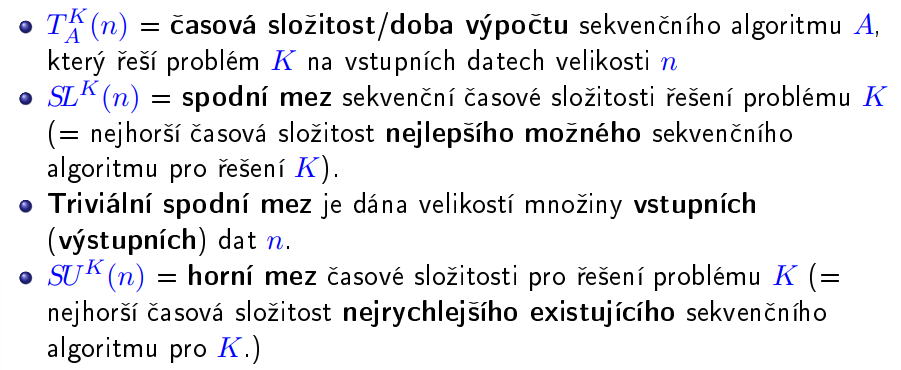 • T_A^K(n) = časová složitost/doba výpočtu sekvenčního algoritmu A,
který řeší problém K na vstupních datech velikosti n
• SL^K(n) = spodní mez sekvenční časové složitosti řešení problému K
(= nejhorší časová složitost nejlepšího možného sekvenčního
algoritmu pro řešení K).
• Triviální spodní mez je dána velikostí množiny vstupních
(výstupních) dat n.
• SU^K(n) = horní mez časové složitosti pro řešení problému K (=
nejhorší časová složitost nejrychlejšího existujícího sekvenčního
algoritmu pro K.)